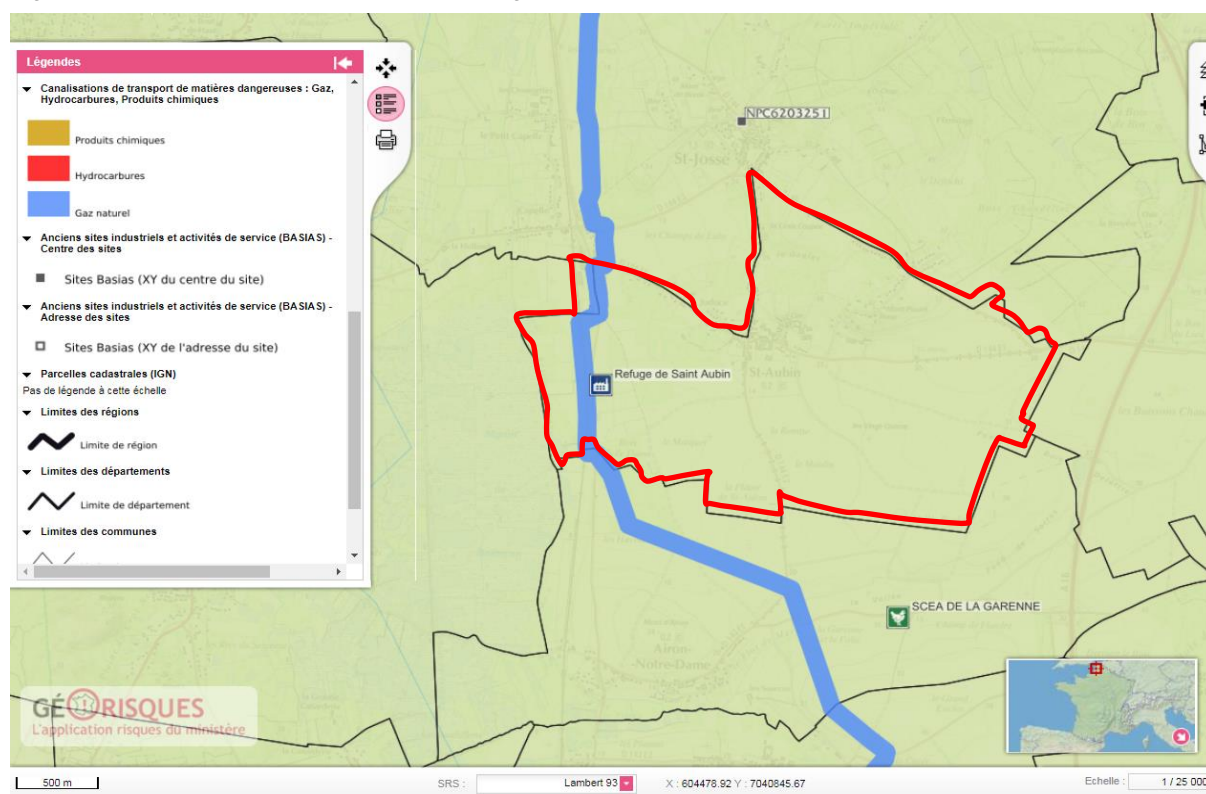 Légendes
Canalisations de transport de matières dangereuses : Gaz,
Hydrocarbures, Produits chimiques
Produits chimiques
Hydrocarbures
Gaz naturel
Anciens sites industriels et activités de service (BASIAS) -
Centre des sites
Sites Basias (XY du centre du site)
Anciens sites industriels et activités de service (BASIAS) -
Adresse des sites
Sites Basias (XY de l'adresse du site)
Parcelles cadastrales (IGN)
Pas de légende à cette échelle
Limites des régions
Limite de région
Limites des départements
Limite de département
Limites des communes
NPC6203251
St-Josse
Refuge de Saint Aubin
St-Aubin
SCEA DE LA GARENNE
Airon-
Notre-Dame
GÉORISQUES
L'application risques du ministère
500 m
SRS :
Lambert 93
X : 604478.92 Y : 7040845.67
Echelle :
1 / 25 000